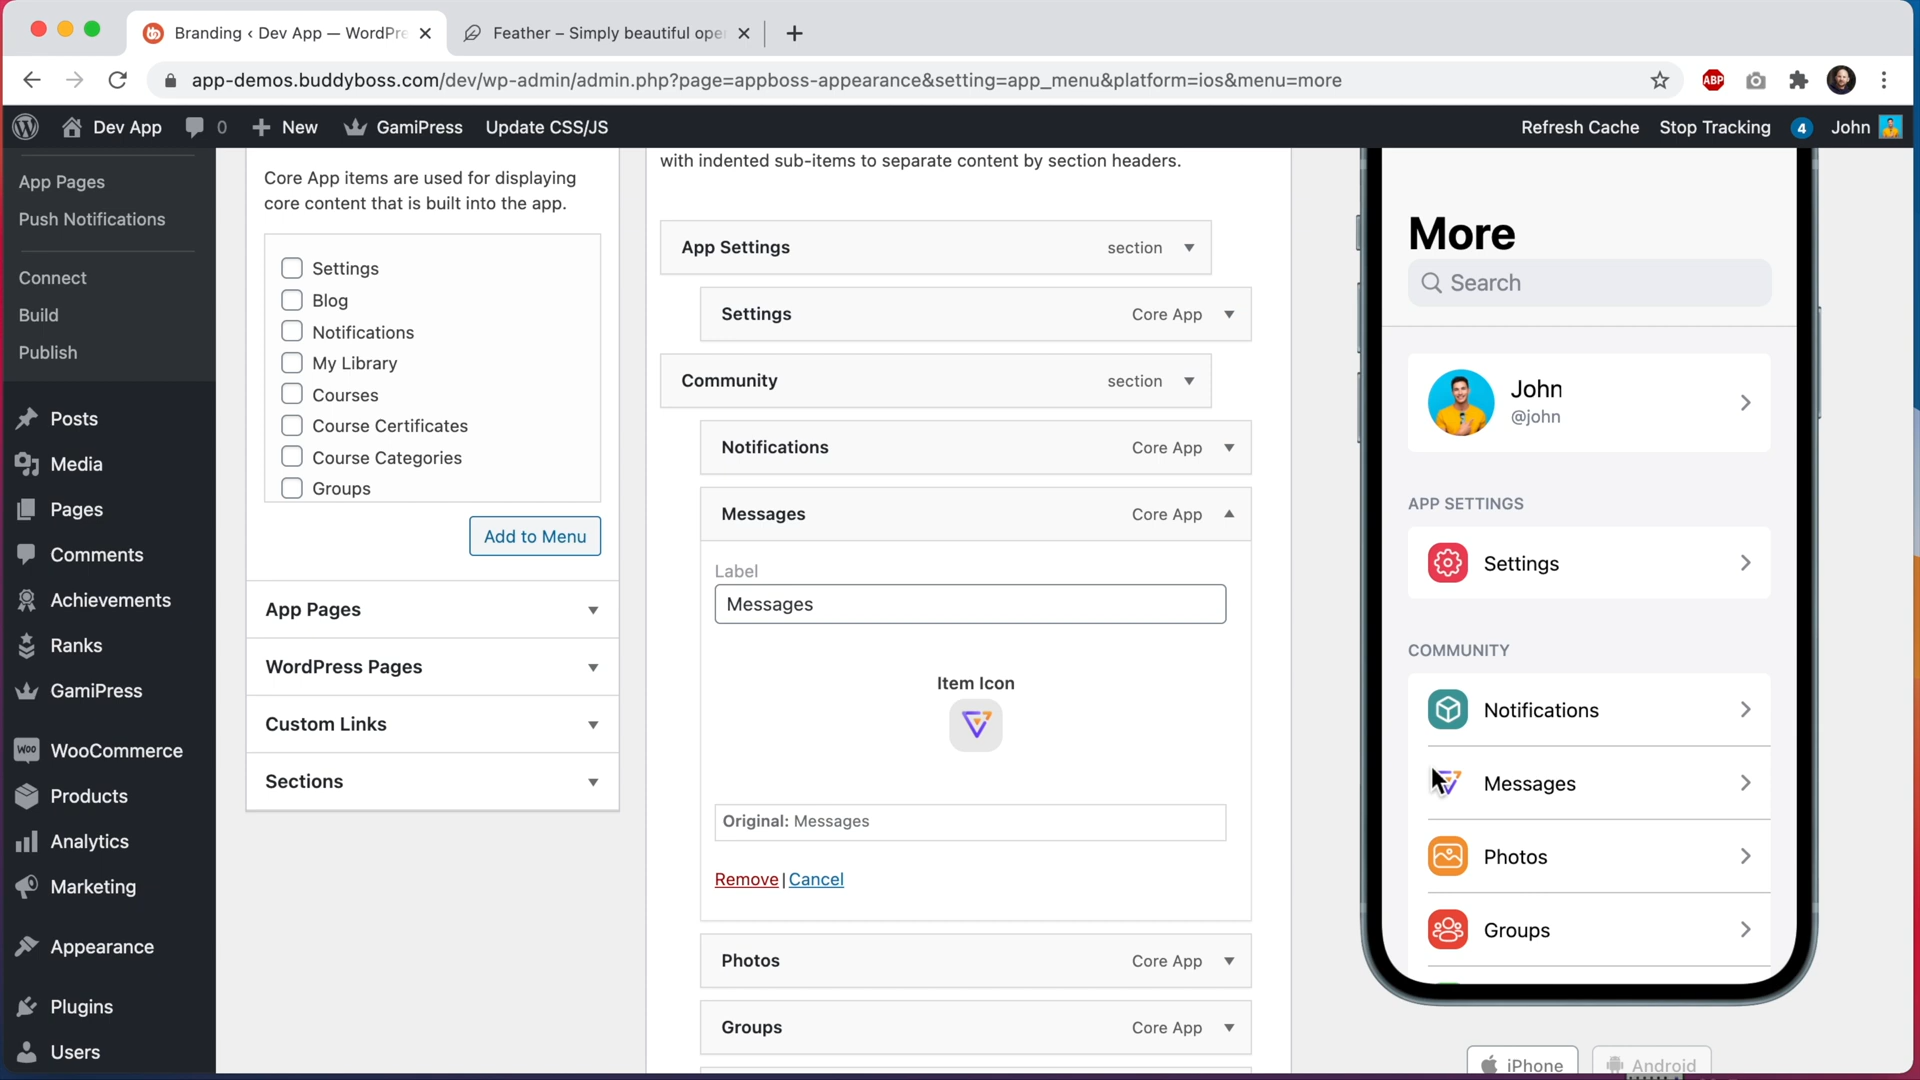 Branding ‹ Dev App — WordPre
Feather – Simply beautiful ope
app-demos.buddyboss.com/dev/wp-admin/admin.php?page=appboss-appearance&setting=app_menu&platform=ios&menu=more
ABP
Dev App
0
New
GamiPress
Update CSS/JS
Refresh Cache
Stop Tracking
4
John
App Pages
Push Notifications
Connect
Build
Publish
Posts
Media
Pages
Comments
Achievements
Ranks
GamiPress
Woo
WooCommerce
Products
Analytics
Marketing
Appearance
Plugins
Users
Core App items are used for displaying
core content that is built into the app.
Settings
Blog
Notifications
My Library
Courses
Course Certificates
Course Categories
Groups
Add to Menu
App Pages
WordPress Pages
Custom Links
Sections
with indented sub-items to separate content by section headers.
App Settings section
Settings Core App
Community section
Notifications Core App
Messages Core App
Label
Messages
Item Icon
Original: Messages
Remove | Cancel
Photos Core App
Groups Core App
More
Search
John
@john
APP SETTINGS
Settings
COMMUNITY
Notifications
Messages
Photos
Groups
iPhone
Android